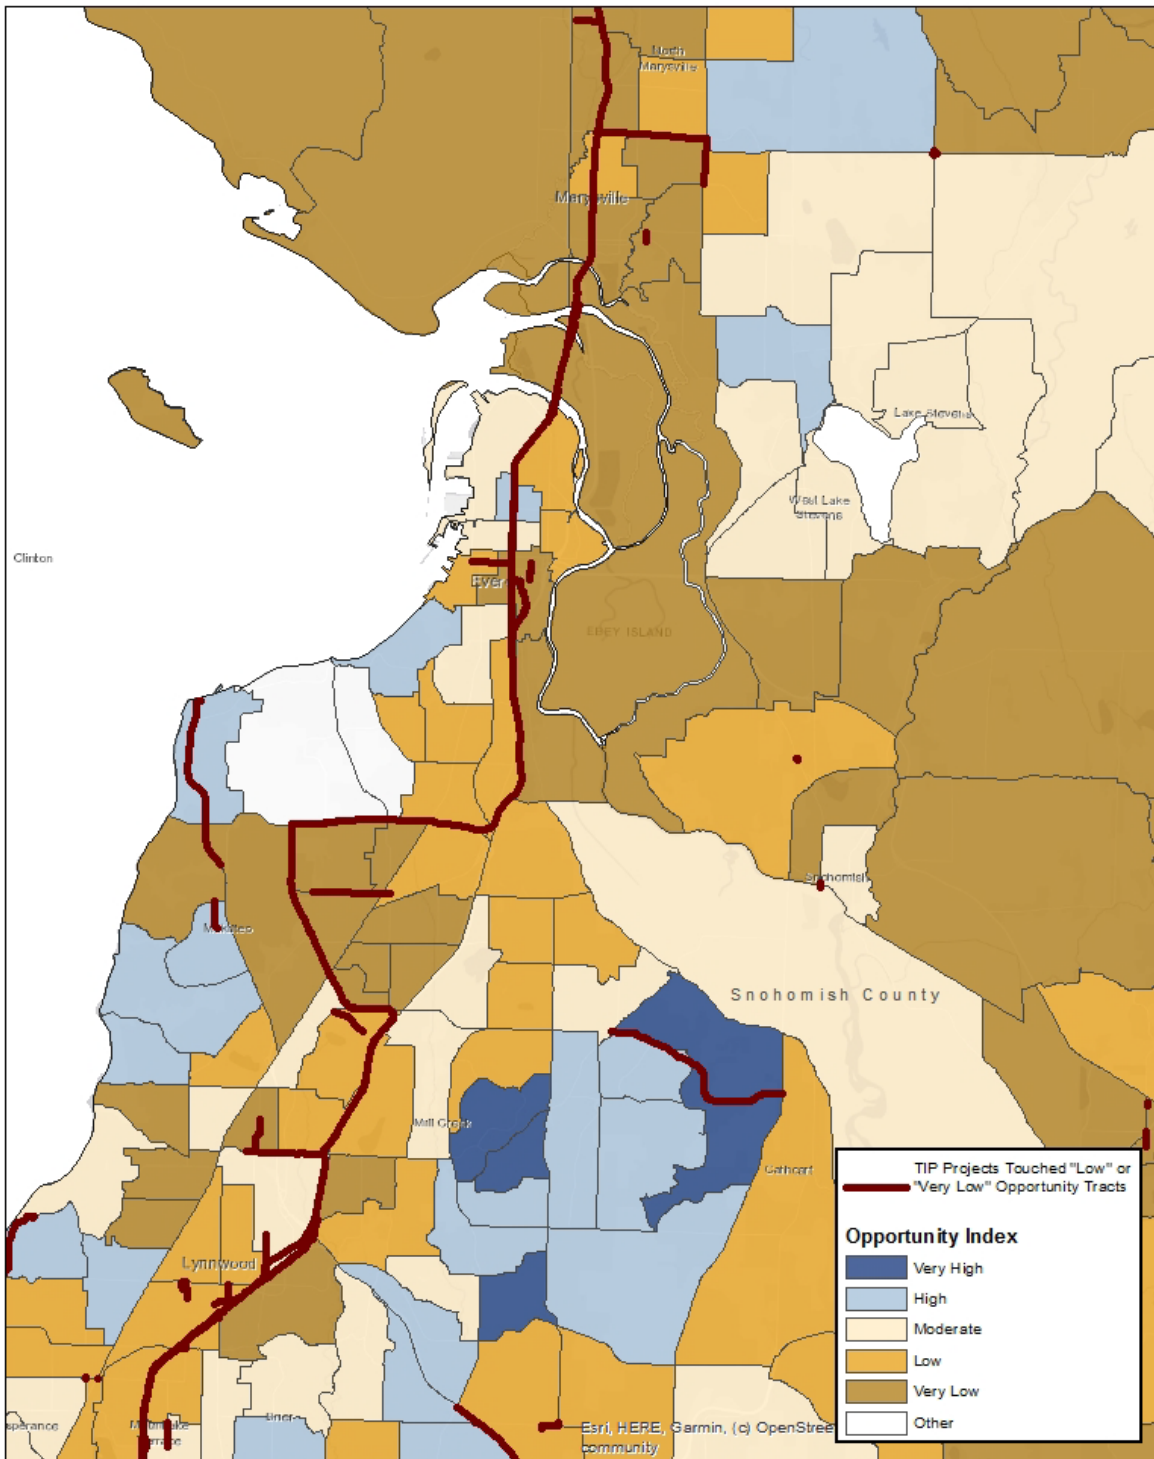 North
Marysville
Marysville
Lake Stevens
West Lake
Stevens
Clinton
EBEY ISLAND
Snohomish
Snohomish County
Mill Creek
Cathcart
Lynnwood
Brier
Esri, HERE, Garmin, (c) OpenStree
community
TIP Projects Touched "Low" or
"Very Low" Opportunity Tracts
Opportunity Index
Very High
High
Moderate
Low
Very Low
Other